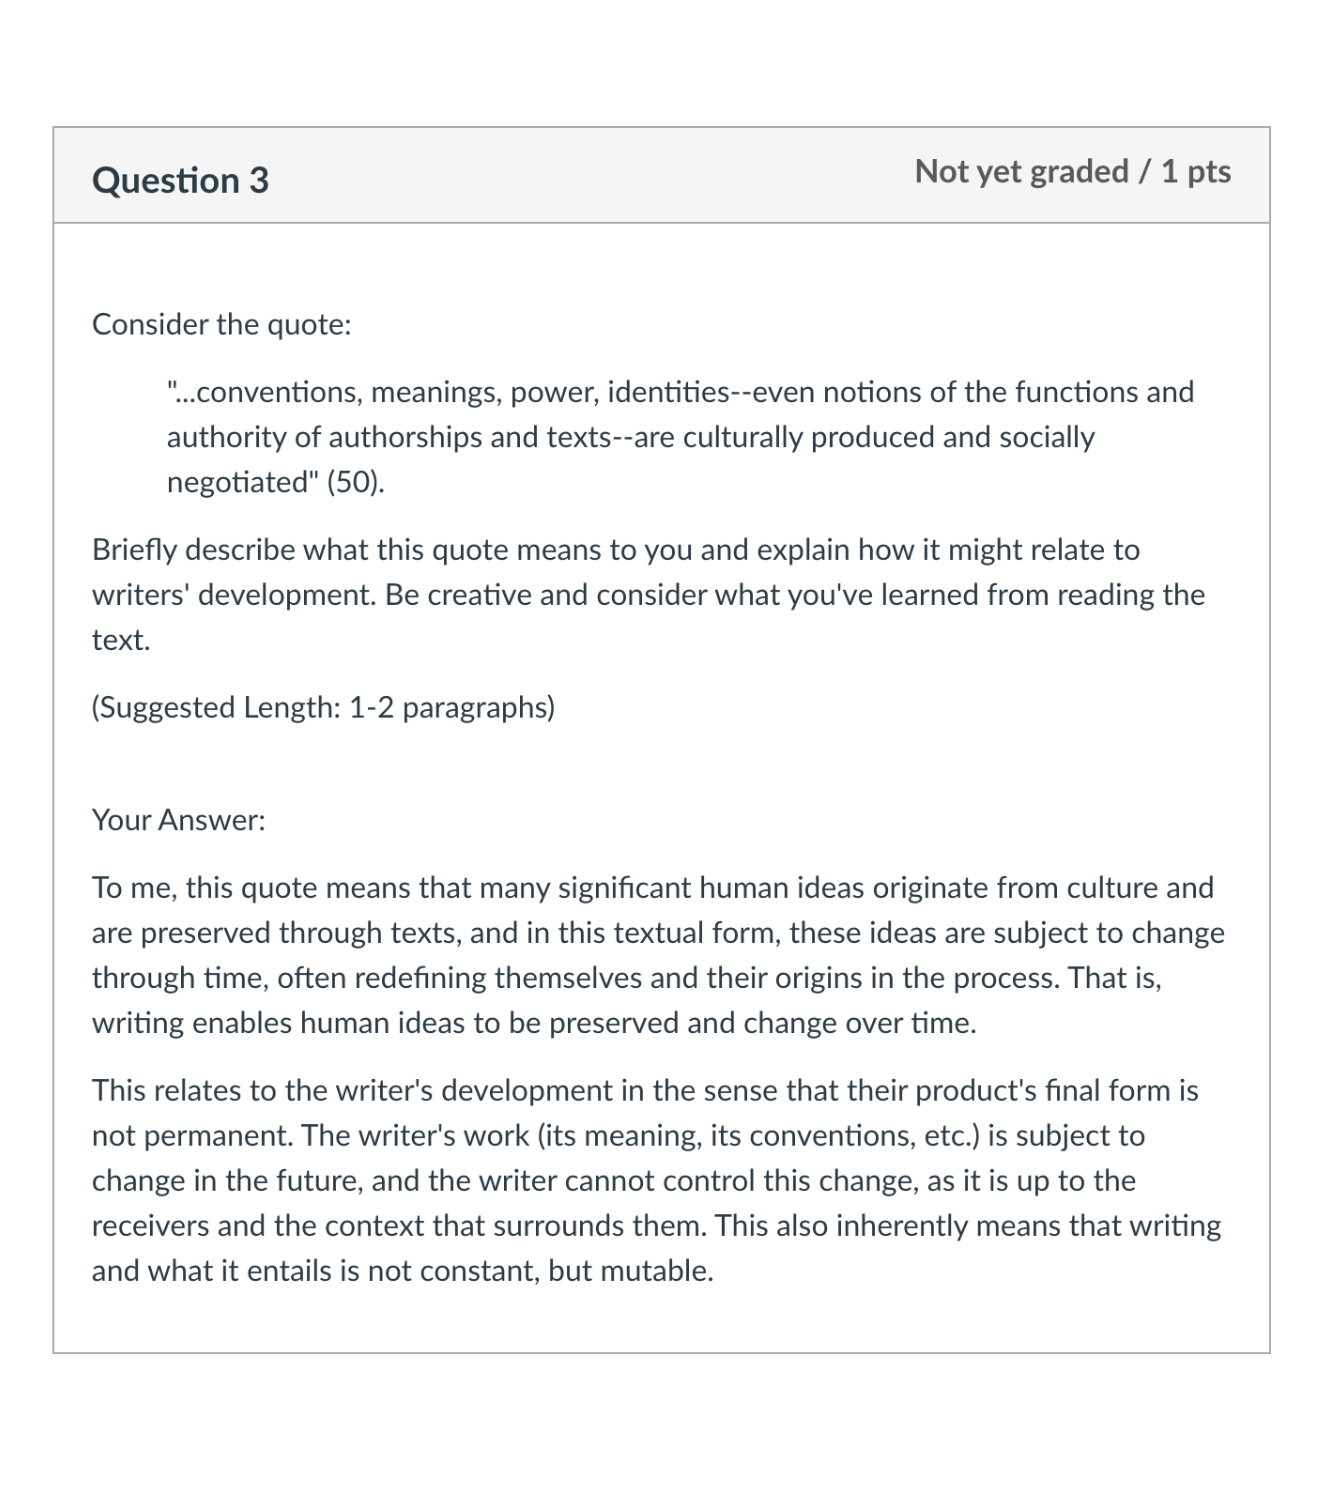 Question 3
Not yet graded / 1 pts
Consider the quote:
"...conventions, meanings, power, identities--even notions of the functions and
authority of authorships and texts--are culturally produced and socially
negotiated" (50).
Briefly describe what this quote means to you and explain how it might relate to
writers' development. Be creative and consider what you've learned from reading the
text.
(Suggested Length: 1-2 paragraphs)
Your Answer:
To me, this quote means that many significant human ideas originate from culture and
are preserved through texts, and in this textual form, these ideas are subject to change
through time, often redefining themselves and their origins in the process. That is,
writing enables human ideas to be preserved and change over time.
This relates to the writer's development in the sense that their product's final form is
not permanent. The writer's work (its meaning, its conventions, etc.) is subject to
change in the future, and the writer cannot control this change, as it is up to the
receivers and the context that surrounds them. This also inherently means that writing
and what it entails is not constant, but mutable.